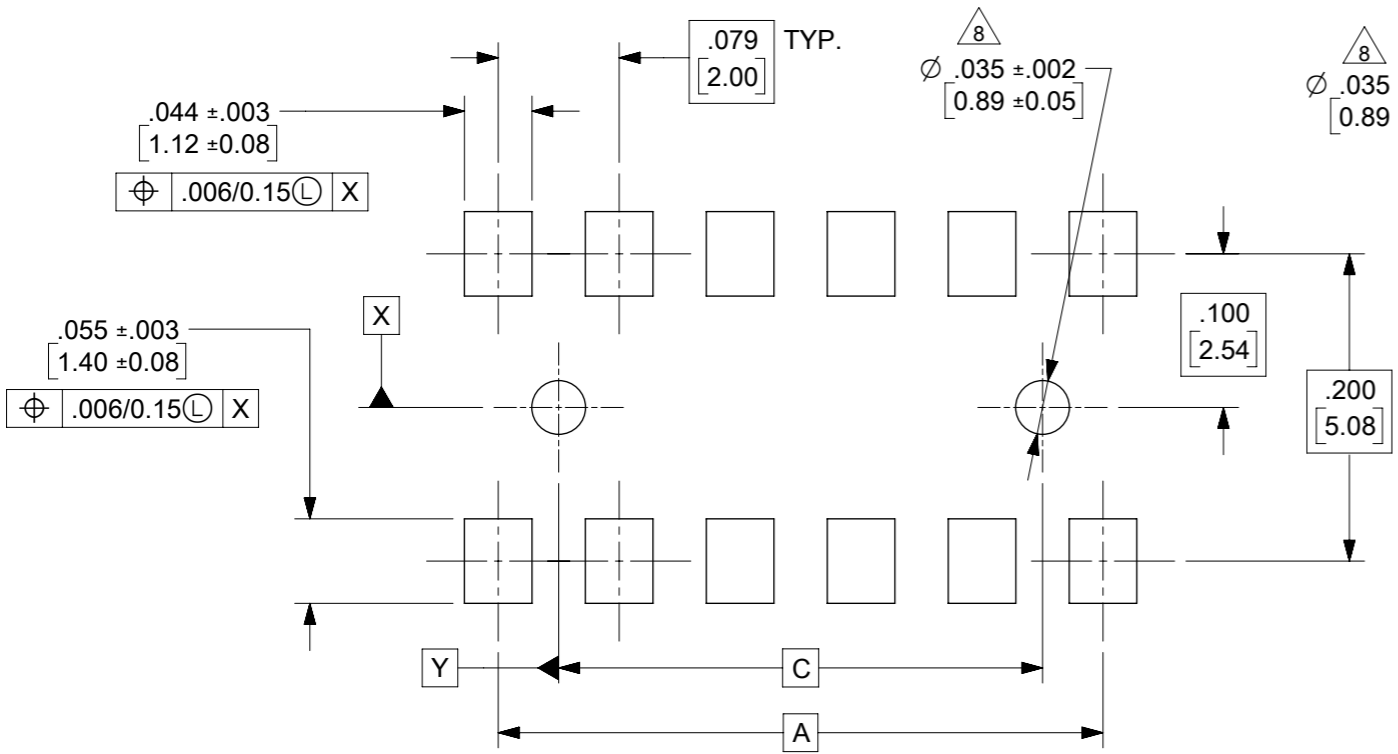 .079 TYP.
[2.00]
8
Ø .035 ±.002
[0.89 ±0.05]
8
Ø .035
[0.89
.044 ±.003
[1.12 ±0.08]
⌖ .006/0.15Ⓛ X
X
.055 ±.003
[1.40 ±0.08]
⌖ .006/0.15Ⓛ X
.100
[2.54]
.200
[5.08]
Y
C
A